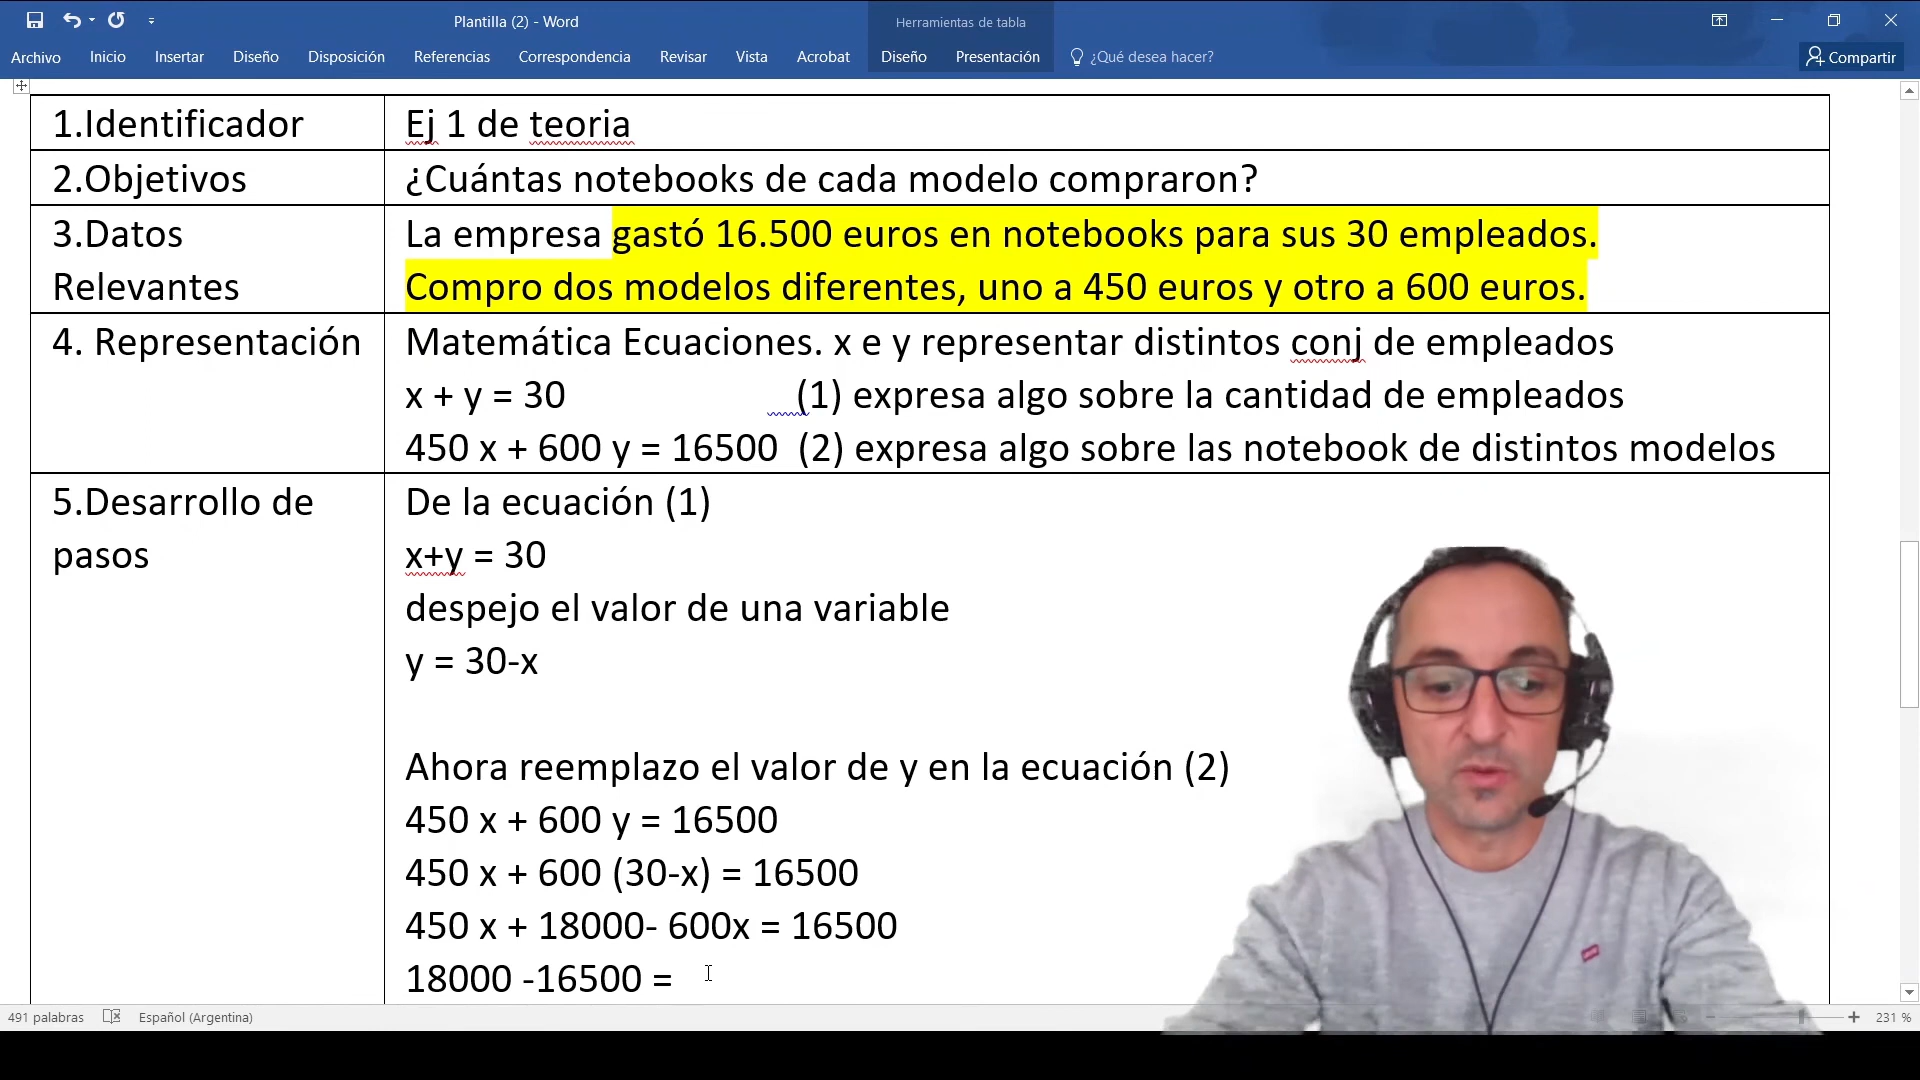 Plantilla (2) - Word
Herramientas de tabla
Archivo Inicio Insertar Diseño Disposición Referencias Correspondencia Revisar Vista Acrobat Diseño Presentación ¿Qué desea hacer? Compartir
1.Identificador
Ej 1 de teoria
2.Objetivos
¿Cuántas notebooks de cada modelo compraron?
3.Datos
Relevantes
La empresa gastó 16.500 euros en notebooks para sus 30 empleados.
Compro dos modelos diferentes, uno a 450 euros y otro a 600 euros.
4. Representación
Matemática Ecuaciones. x e y representar distintos conj de empleados
x + y = 30 (1) expresa algo sobre la cantidad de empleados
450 x + 600 y = 16500 (2) expresa algo sobre las notebook de distintos modelos
5.Desarrollo de
pasos
De la ecuación (1)
x+y = 30
despejo el valor de una variable
y = 30-x
Ahora reemplazo el valor de y en la ecuación (2)
450 x + 600 y = 16500
450 x + 600 (30-x) = 16500
450 x + 18000- 600x = 16500
18000 -16500 =
491 palabras Español (Argentina) 231 %